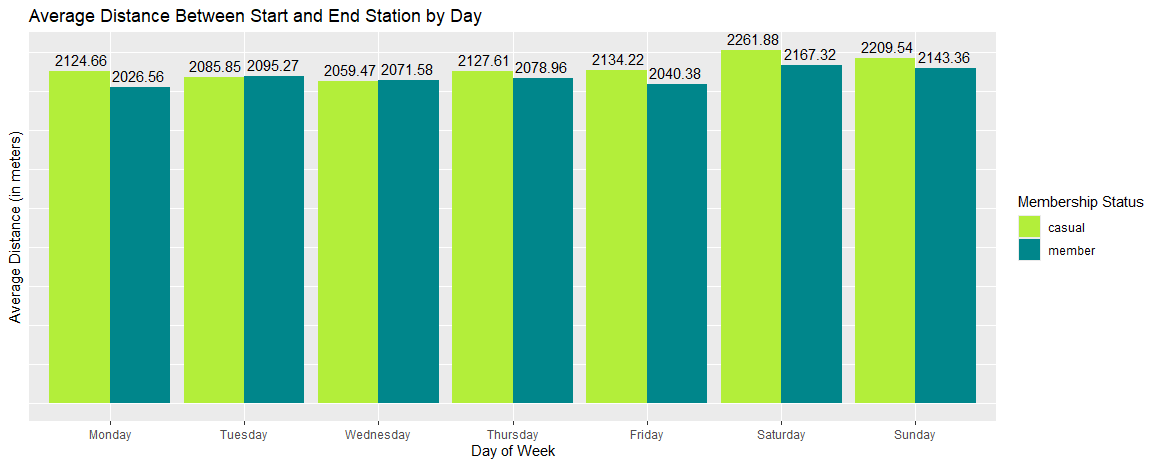 Average Distance Between Start and End Station by Day
Average Distance (in meters)
2124.66
2026.56
2085.85
2095.27
2059.47
2071.58
2127.61
2078.96
2134.22
2040.38
2261.88
2167.32
2209.54
2143.36
Monday Tuesday Wednesday Thursday Friday Saturday Sunday
Day of Week
Membership Status
casual
member